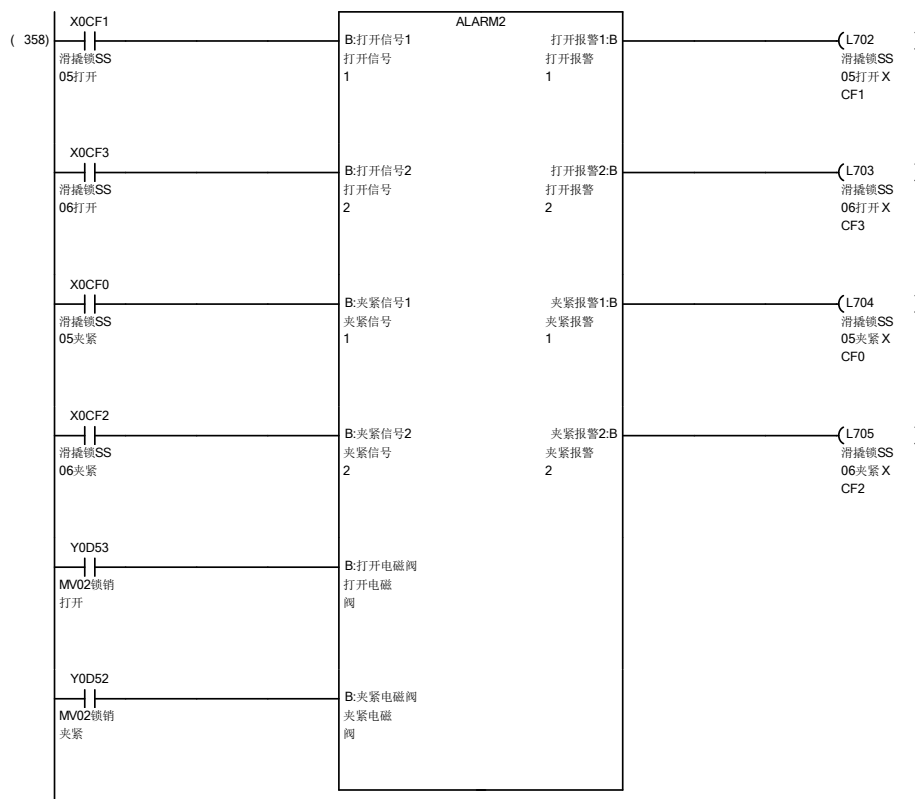 X0CF1
ALARM2
( 358)
B:打开信号1
打开报警1:B
L702
滑撬锁SS
05打开
打开信号
1
打开报警
1
滑撬锁SS
05打开 X
CF1
X0CF3
B:打开信号2
打开报警2:B
L703
滑撬锁SS
06打开
打开信号
2
打开报警
2
滑撬锁SS
06打开 X
CF3
X0CF0
B:夹紧信号1
夹紧报警1:B
L704
滑撬锁SS
05夹紧
夹紧信号
1
夹紧报警
1
滑撬锁SS
05夹紧 X
CF0
X0CF2
B:夹紧信号2
夹紧报警2:B
L705
滑撬锁SS
06夹紧
夹紧信号
2
夹紧报警
2
滑撬锁SS
06夹紧 X
CF2
Y0D53
B:打开电磁阀
MV02锁销
打开
打开电磁
阀
Y0D52
B:夹紧电磁阀
MV02锁销
夹紧
夹紧电磁
阀